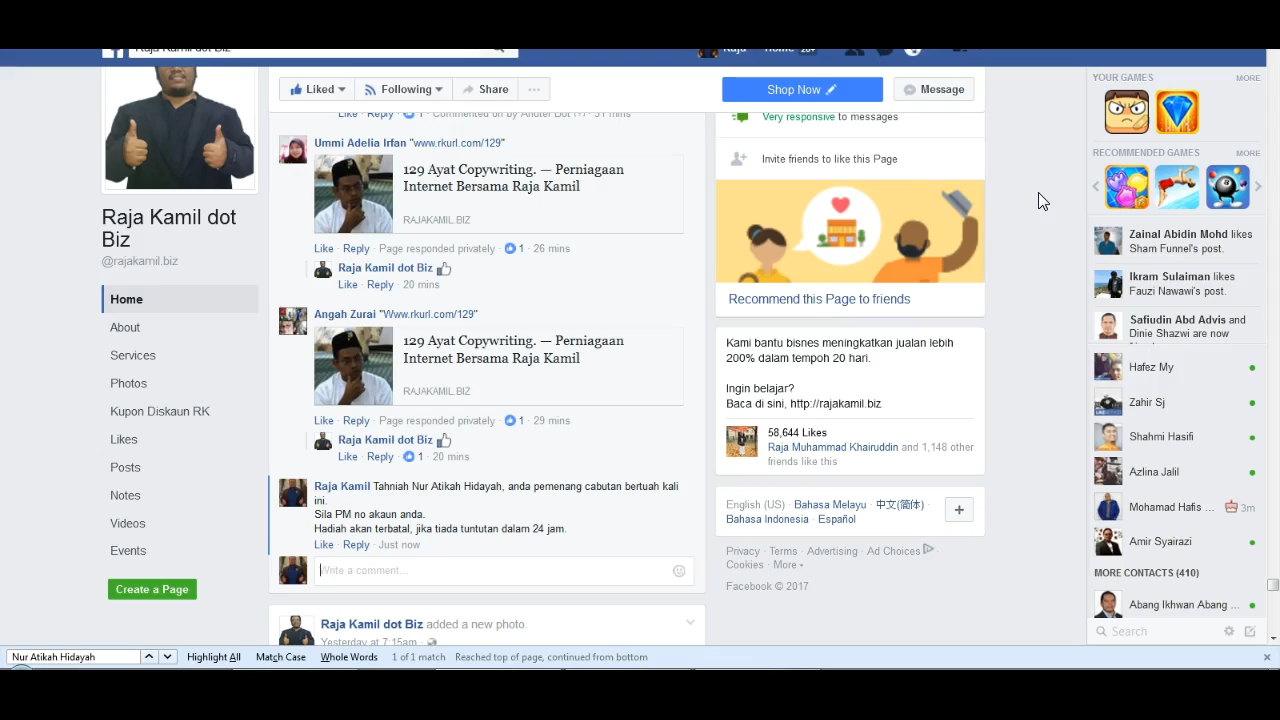 Raja Kamil dot Biz
Raja
Home
20+
Liked
Following
Share
Shop Now
Message
Raja Kamil dot
Biz
@rajakamil.biz
Home
About
Services
Photos
Kupon Diskaun RK
Likes
Posts
Notes
Videos
Events
Create a Page
Like · Reply · 1 · Commented on by
31 mins
Ummi Adelia Irfan "www.rkurl.com/129"
129 Ayat Copywriting. — Perniagaan
Internet Bersama Raja Kamil
RAJAKAMIL.BIZ
Like · Reply · Page responded privately · 1 · 26 mins
Raja Kamil dot Biz
Like · Reply · 20 mins
Angah Zurai "Www.rkurl.com/129"
129 Ayat Copywriting. — Perniagaan
Internet Bersama Raja Kamil
RAJAKAMIL.BIZ
Like · Reply · Page responded privately · 1 · 29 mins
Raja Kamil dot Biz
Like · Reply · 1 · 20 mins
Raja Kamil Tahniah Nur Atikah Hidayah, anda pemenang cabutan bertuah kali
ini.
Sila PM no akaun anda.
Hadiah akan terbatal, jika tiada tuntutan dalam 24 jam.
Like · Reply · Just now
Write a comment...
Raja Kamil dot Biz added a new photo.
Yesterday at 7:15am ·
Very responsive to messages
Invite friends to like this Page
Recommend this Page to friends
Kami bantu bisnes meningkatkan jualan lebih
200% dalam tempoh 20 hari.
Ingin belajar?
Baca di sini, http://rajakamil.biz
58,644 Likes
Raja Muhammad Khairuddin and 1,148 other
friends like this
English (US) · Bahasa Melayu · 中文(简体) ·
Bahasa Indonesia · Español
Privacy · Terms · Advertising · Ad Choices ·
Cookies · More
Facebook © 2017
YOUR GAMES
MORE
RECOMMENDED GAMES
MORE
Zainal Abidin Mohd likes
Sham Funnel's post.
Ikram Sulaiman likes
Fauzi Nawawi's post.
Safiudin Abd Advis and
Dinie Shazwi are now
Hafez My
Zahir Sj
Shahmi Hasifi
Azlina Jalil
Mohamad Hafis ...
3m
Amir Syairazi
MORE CONTACTS (410)
Abang Ikhwan Abang ...
Search
Nur Atikah Hidayah
Highlight All
Match Case
Whole Words
1 of 1 match
Reached top of page, continued from bottom